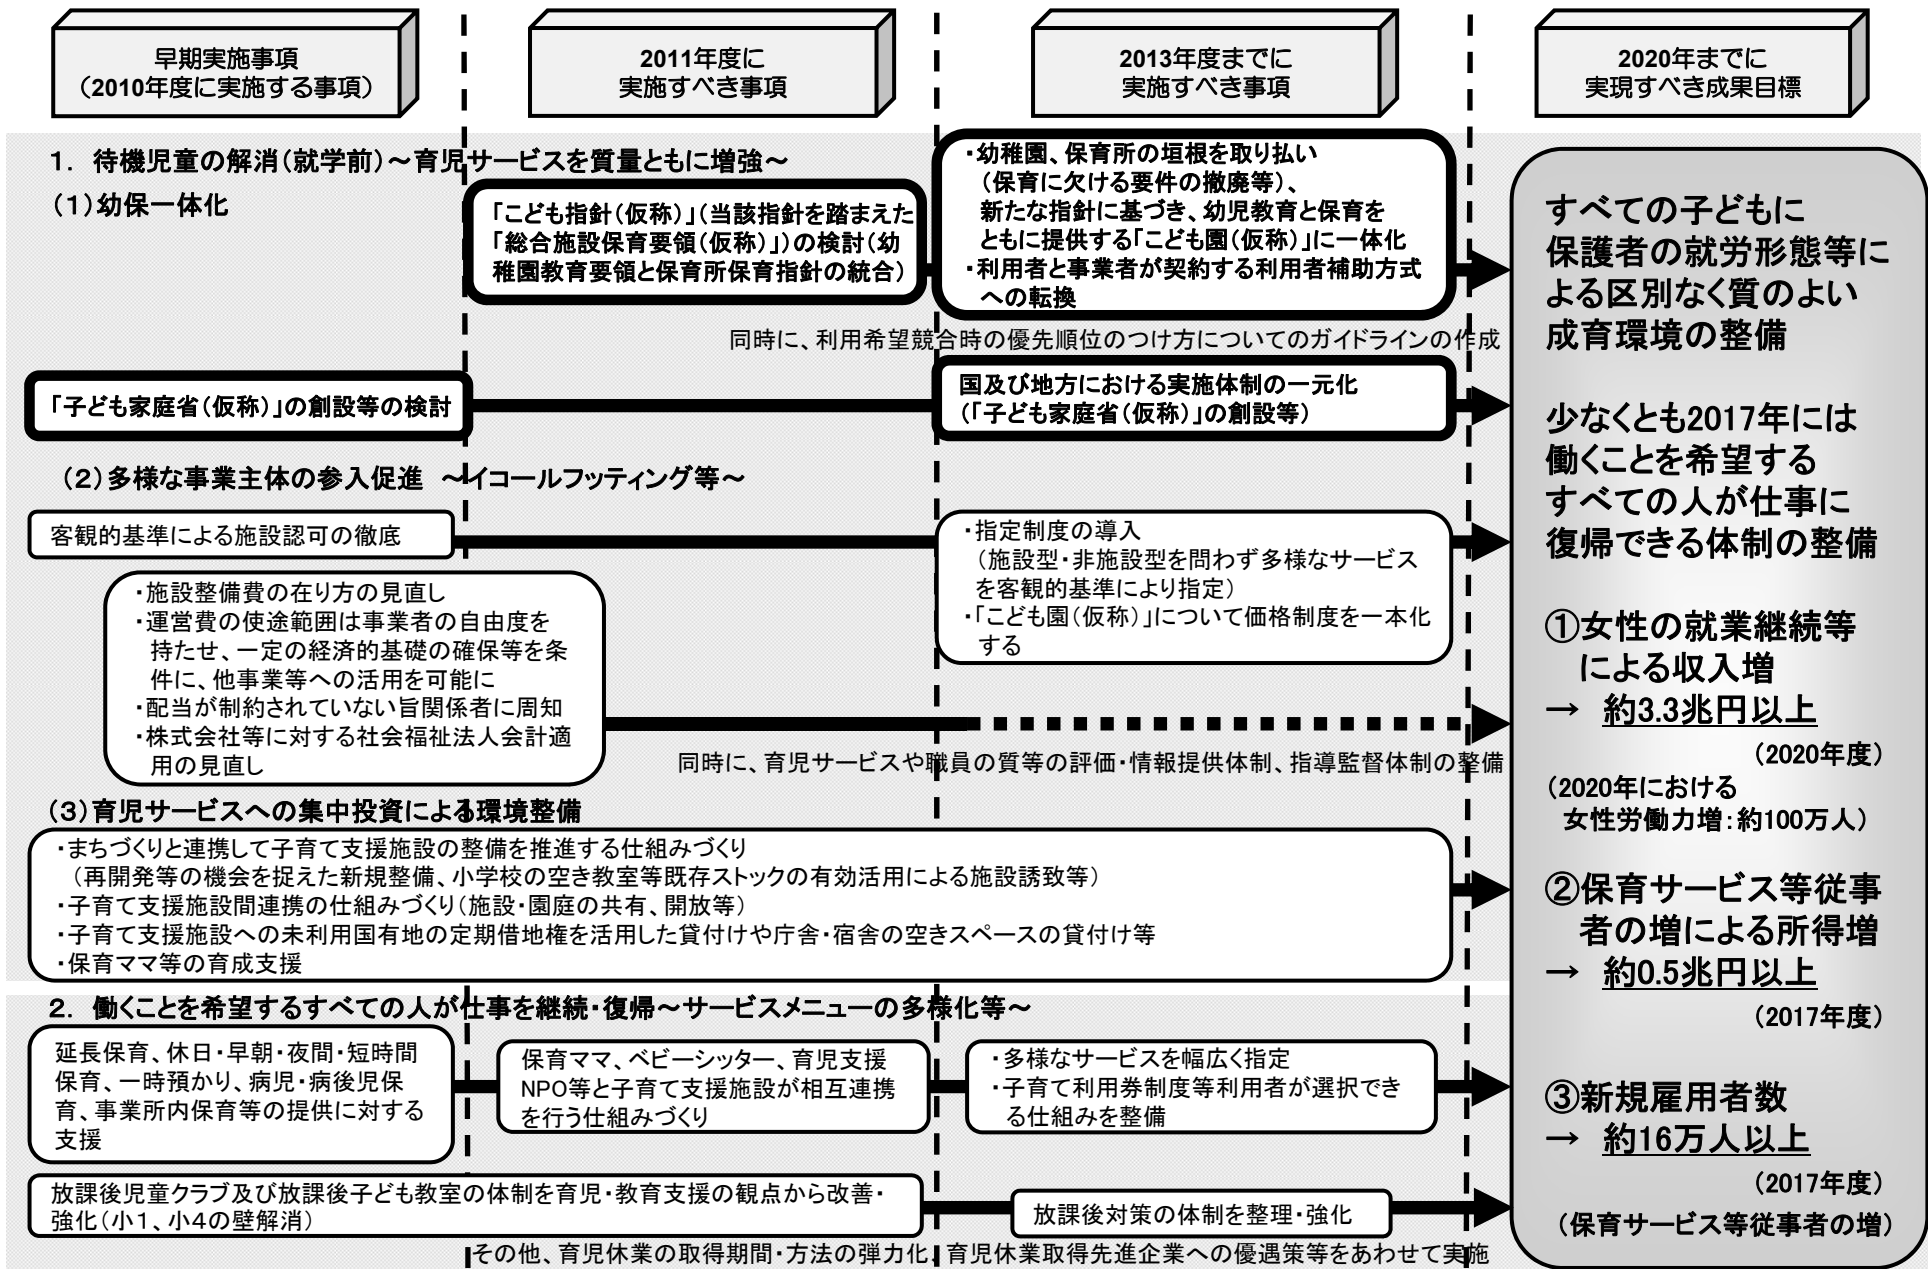 早期実施事項
（2010年度に実施する事項）
2011年度に
実施すべき事項
2013年度までに
実施すべき事項
2020年までに
実現すべき成果目標
１．待機児童の解消（就学前）～育児サービスを質量ともに増強～
（１）幼保一体化
「こども指針（仮称）」（当該指針を踏まえた
「総合施設保育要領（仮称）」）の検討（幼
稚園教育要領と保育所保育指針の統合）
・幼稚園、保育所の垣根を取り払い
（保育に欠ける要件の撤廃等）、
新たな指針に基づき、幼児教育と保育を
ともに提供する「こども園（仮称）」に一体化
・利用者と事業者が契約する利用者補助方式
への転換
同時に、利用希望競合時の優先順位のつけ方についてのガイドラインの作成
「子ども家庭省（仮称）」の創設等の検討
国及び地方における実施体制の一元化
（「子ども家庭省（仮称）」の創設等）
（２）多様な事業主体の参入促進 ～イコールフッティング等～
客観的基準による施設認可の徹底
・指定制度の導入
（施設型・非施設型を問わず多様なサービス
を客観的基準により指定）
・「こども園（仮称）」について価格制度を一本化
する
・施設整備費の在り方の見直し
・運営費の使途範囲は事業者の自由度を
持たせ、一定の経済的基礎の確保等を条
件に、他事業等への活用を可能に
・配当が制約されていない旨関係者に周知
・株式会社等に対する社会福祉法人会計適
用の見直し
同時に、育児サービスや職員の質等の評価・情報提供体制、指導監督体制の整備
（３）育児サービスへの集中投資による環境整備
・まちづくりと連携して子育て支援施設の整備を推進する仕組みづくり
（再開発等の機会を捉えた新規整備、小学校の空き教室等既存ストックの有効活用による施設誘致等）
・子育て支援施設間連携の仕組みづくり（施設・園庭の共有、開放等）
・子育て支援施設への未利用国有地の定期借地権を活用した貸付けや庁舎・宿舎の空きスペースの貸付け等
・保育ママ等の育成支援
２．働くことを希望するすべての人が仕事を継続・復帰～サービスメニューの多様化等～
延長保育、休日・早朝・夜間・短時間
保育、一時預かり、病児・病後児保
育、事業所内保育等の提供に対する
支援
保育ママ、ベビーシッター、育児支援
NPO等と子育て支援施設が相互連携
を行う仕組みづくり
・多様なサービスを幅広く指定
・子育て利用券制度等利用者が選択でき
る仕組みを整備
放課後児童クラブ及び放課後子ども教室の体制を育児・教育支援の観点から改善・
強化（小１、小４の壁解消）
放課後対策の体制を整理・強化
その他、育児休業の取得期間・方法の弾力化、育児休業取得先進企業への優遇策等をあわせて実施
すべての子どもに
保護者の就労形態等に
よる区別なく質のよい
成育環境の整備
少なくとも2017年には
働くことを希望する
すべての人が仕事に
復帰できる体制の整備
①女性の就業継続等
による収入増
→ 約3.3兆円以上
（2020年度）
（2020年における
女性労働力増：約100万人）
②保育サービス等従事
者の増による所得増
→ 約0.5兆円以上
（2017年度）
③新規雇用者数
→ 約16万人以上
（2017年度）
（保育サービス等従事者の増）